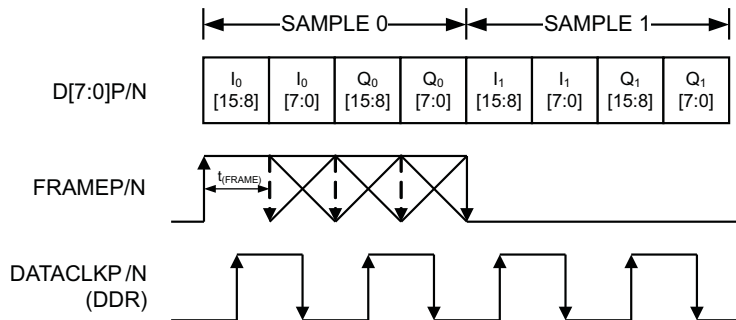 SAMPLE 0 SAMPLE 1
D[7:0]P/N
I0 I0 Q0 Q0 I1 I1 Q1 Q1
[15:8] [7:0] [15:8] [7:0] [15:8] [7:0] [15:8] [7:0]
t(FRAME)
FRAMEP/N
DATACLKP/N
(DDR)